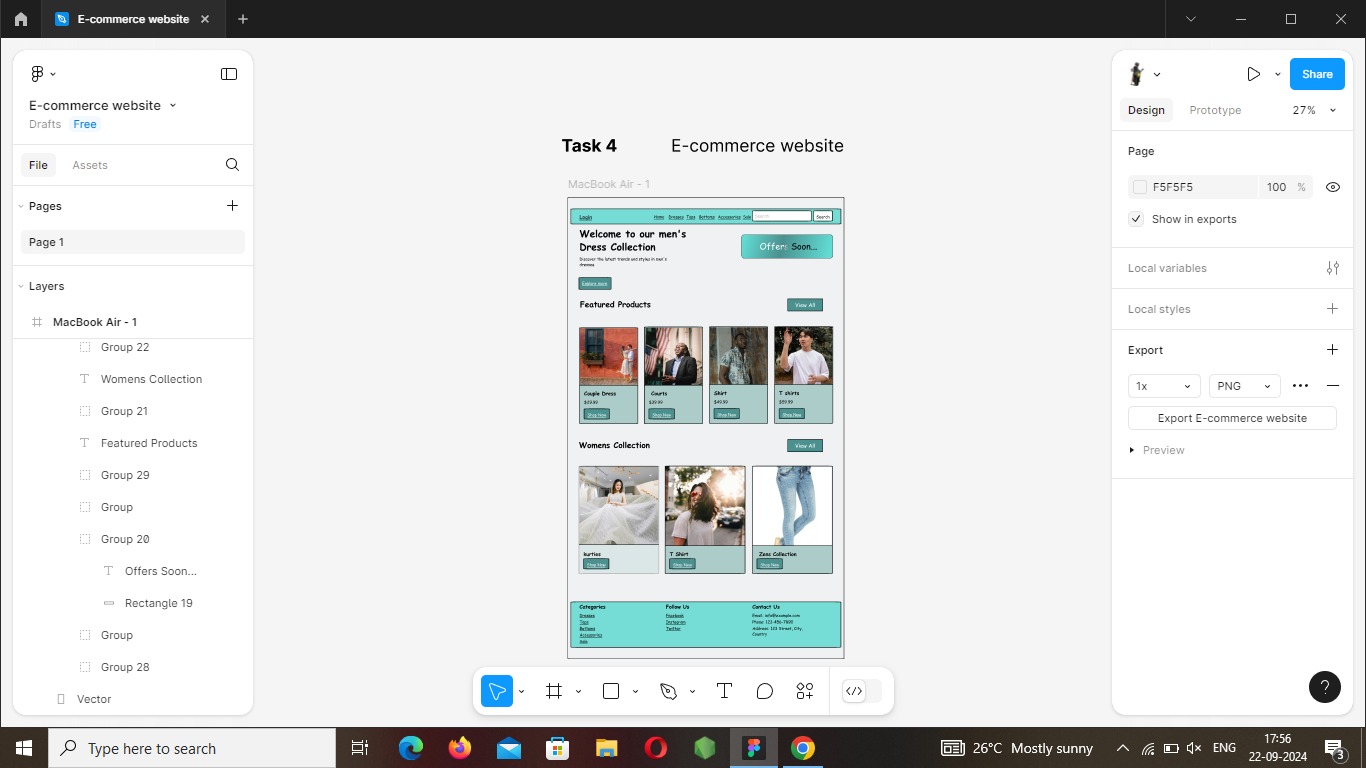 E-commerce website
E-commerce website
Drafts Free
File Assets
Pages
Page 1
Layers
MacBook Air - 1
Group 22
Womens Collection
Group 21
Featured Products
Group 29
Group
Group 20
Offers Soon...
Rectangle 19
Group
Group 28
Vector
Task 4 E-commerce website
MacBook Air - 1
Login Home Dresses Tops Bottoms Accessories Sale Search Search
Welcome to our men's
Dress Collection
Discover the latest trends and styles in men's
dresses
Offers Soon...
Explore more
Featured Products View All
Couple Dress Courts Shirt T shirts
$39.99 $49.99 $59.99
Shop Now Shop Now Shop Now Shop Now
Womens Collection View All
kurties T Shirt Zens Collection
Shop Now Shop Now Shop Now
Categories Follow Us Contact Us
Dresses Facebook Email: info@example.com
Tops Instagram Phone: 123-456-7890
Bottoms Twitter Address: 123 Street, City,
Accessories Country
Sale
Share
Design Prototype 27%
Page
F5F5F5 100 %
Show in exports
Local variables
Local styles
Export
1x PNG
Export E-commerce website
Preview
?
Type here to search
26°C Mostly sunny
ENG
17:56
22-09-2024
3